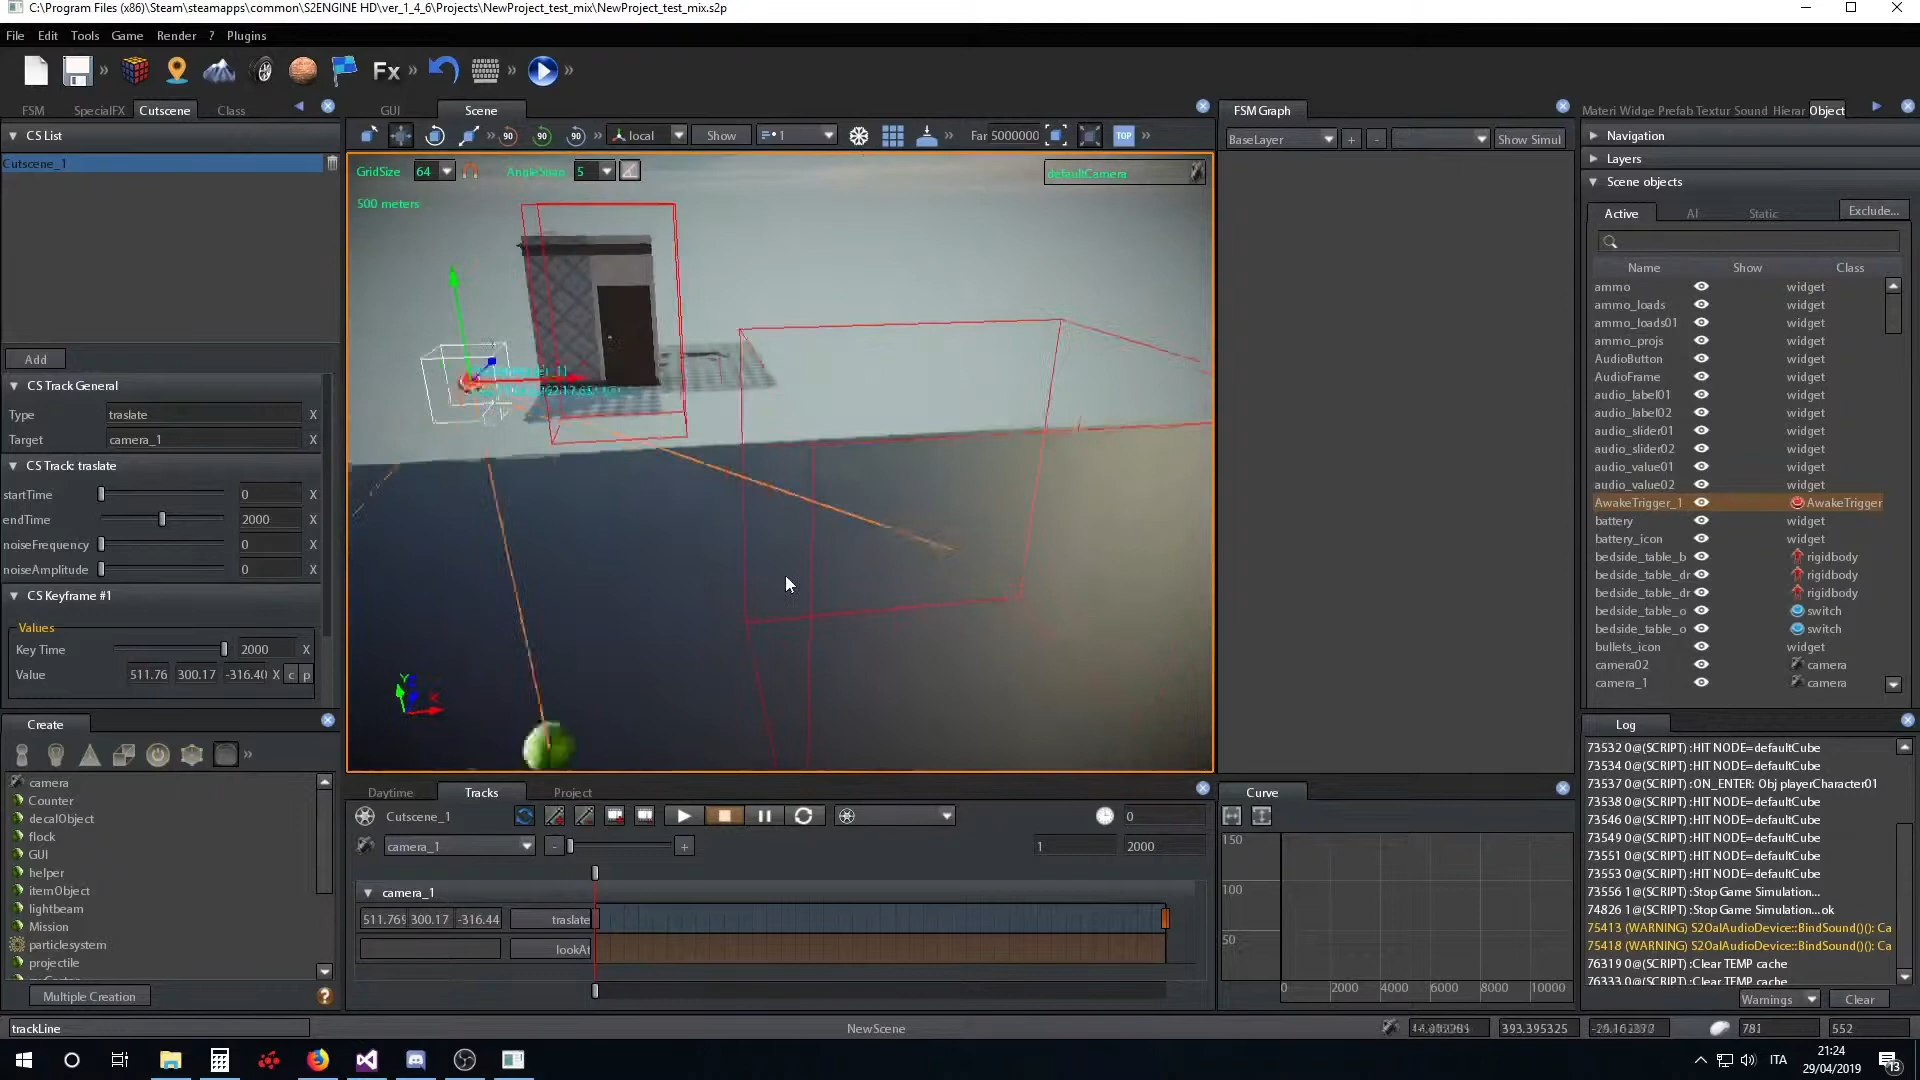 C:\Program Files (x86)\Steam\steamapps\common\S2ENGINE HD\ver_1_4_6\Projects\NewProject_test_mix\NewProject_test_mix.s2p
File Edit Tools Game Render ? Plugins
Fx
FSM SpecialFX Cutscene Class
CS List
Cutscene_1
Add
CS Track General
Type traslate X
Target camera_1 X
CS Track: traslate
startTime 0 X
endTime 2000 X
noiseFrequency 0 X
noiseAmplitude 0 X
CS Keyframe #1
Values
Key Time 2000 X
Value 511.76 300.17 -316.40 X c p
Create
camera
Counter
decalObject
flock
GUI
helper
itemObject
lightbeam
Mission
particlesystem
projectile
Multiple Creation
trackLine
GUI Scene
90 90 90 local Show 1 Far 5000000 TOP
GridSize 64 AngleSnap 5
defaultCamera
500 meters
Y X
Daytime Tracks Project
Cutscene_1 0
camera_1 - + 1 2000
camera_1
511.769 300.17 -316.44 traslate
lookAt
NewScene
FSM Graph
BaseLayer + - Show Simul
Curve
150
100
50
0 2000 4000 6000 8000 10000
Materi Widge Prefab Textur Sound Hierar Object
Navigation
Layers
Scene objects
Active AI Static Exclude...
Name Show Class
ammo widget
ammo_loads widget
ammo_loads01 widget
ammo_projs widget
AudioButton widget
AudioFrame widget
audio_label01 widget
audio_label02 widget
audio_slider01 widget
audio_slider02 widget
audio_value01 widget
audio_value02 widget
AwakeTrigger_1 AwakeTrigger
battery widget
battery_icon widget
bedside_table_b rigidbody
bedside_table_dr rigidbody
bedside_table_dr rigidbody
bedside_table_o switch
bedside_table_o switch
bullets_icon widget
camera02 camera
camera_1 camera
Log
73532 0@(SCRIPT) :HIT NODE=defaultCube
73534 0@(SCRIPT) :HIT NODE=defaultCube
73537 0@(SCRIPT) :ON_ENTER: Obj playerCharacter01
73538 0@(SCRIPT) :HIT NODE=defaultCube
73546 0@(SCRIPT) :HIT NODE=defaultCube
73549 0@(SCRIPT) :HIT NODE=defaultCube
73551 0@(SCRIPT) :HIT NODE=defaultCube
73553 0@(SCRIPT) :HIT NODE=defaultCube
73556 1@(SCRIPT) :Stop Game Simulation...
74826 1@(SCRIPT) :Stop Game Simulation...ok
75413 (WARNING) S2OalAudioDevice::BindSound()(): Ca
75418 (WARNING) S2OalAudioDevice::BindSound()(): Ca
76319 0@(SCRIPT) :Clear TEMP cache
76333 0@(SCRIPT) :Clear TEMP cache
Warnings Clear
393.395325 781 552
ITA
21:24
29/04/2019
13